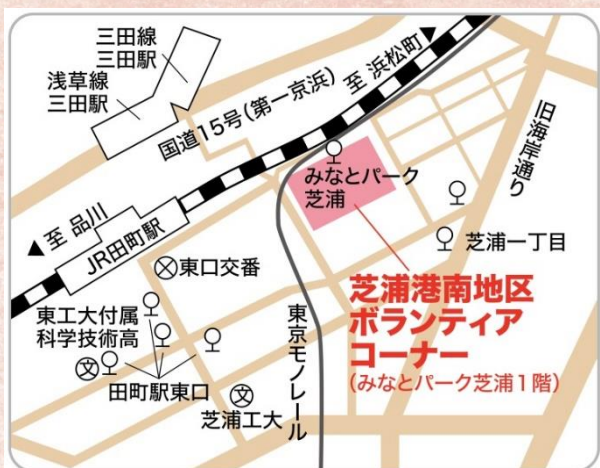 三田線
三田駅
浅草線
三田駅
国道15号(第一京浜)
至 浜松町
旧海岸通り
みなとパーク
芝浦
至 品川
JR田町駅
東口交番
芝浦一丁目
芝浦港南地区
ボランティア
コーナー
(みなとパーク芝浦1階)
東工大付属
科学技術高
文
田町駅東口
文
芝浦工大
東京モノレール